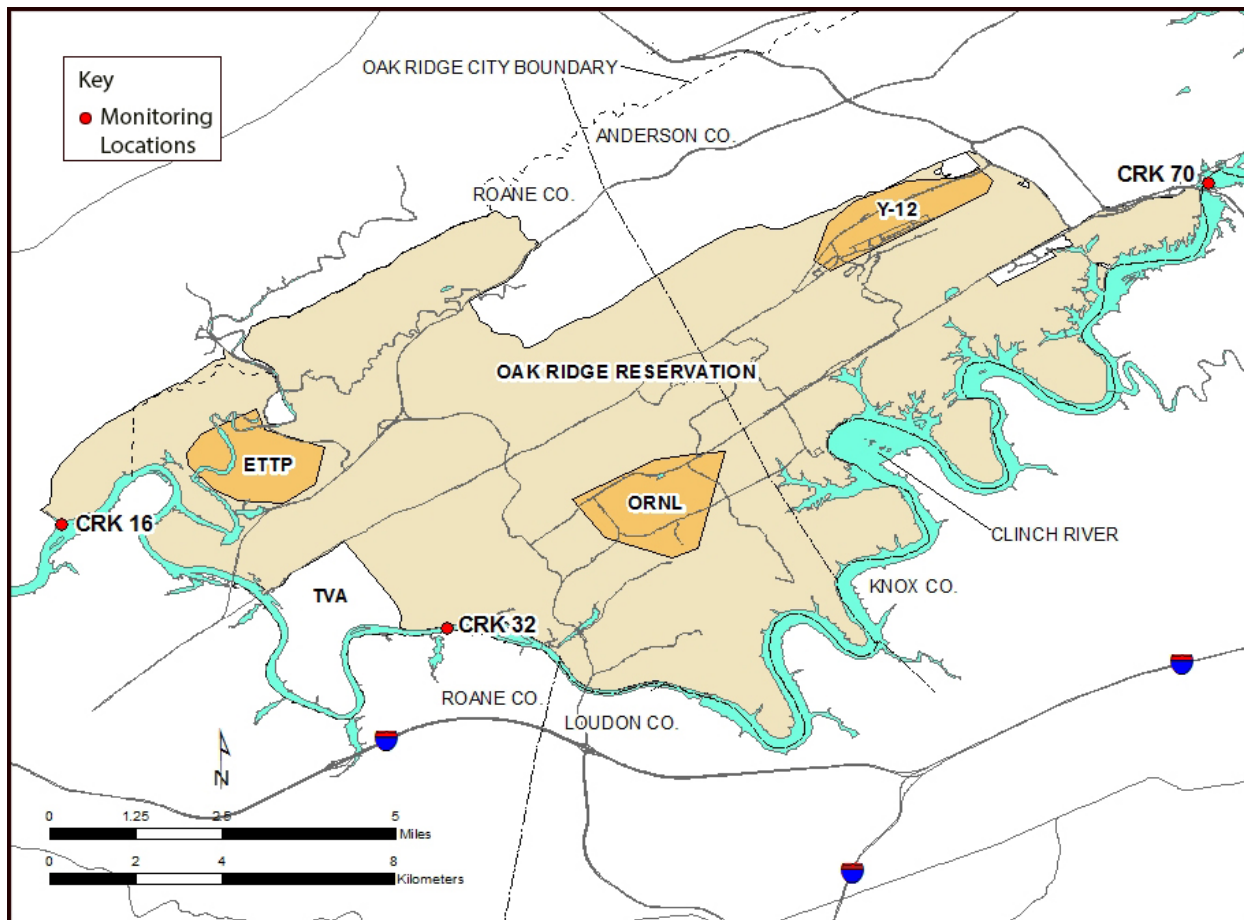 Key
Monitoring
Locations
OAK RIDGE CITY BOUNDARY
ANDERSON CO.
ROANE CO.
CRK 70
Y-12
OAK RIDGE RESERVATION
ETTP
ORNL
CRK 16
CLINCH RIVER
TVA
KNOX CO.
CRK 32
ROANE CO.
LOUDON CO.
N
0 1.25 2.5 5
Miles
0 2 4 8
Kilometers